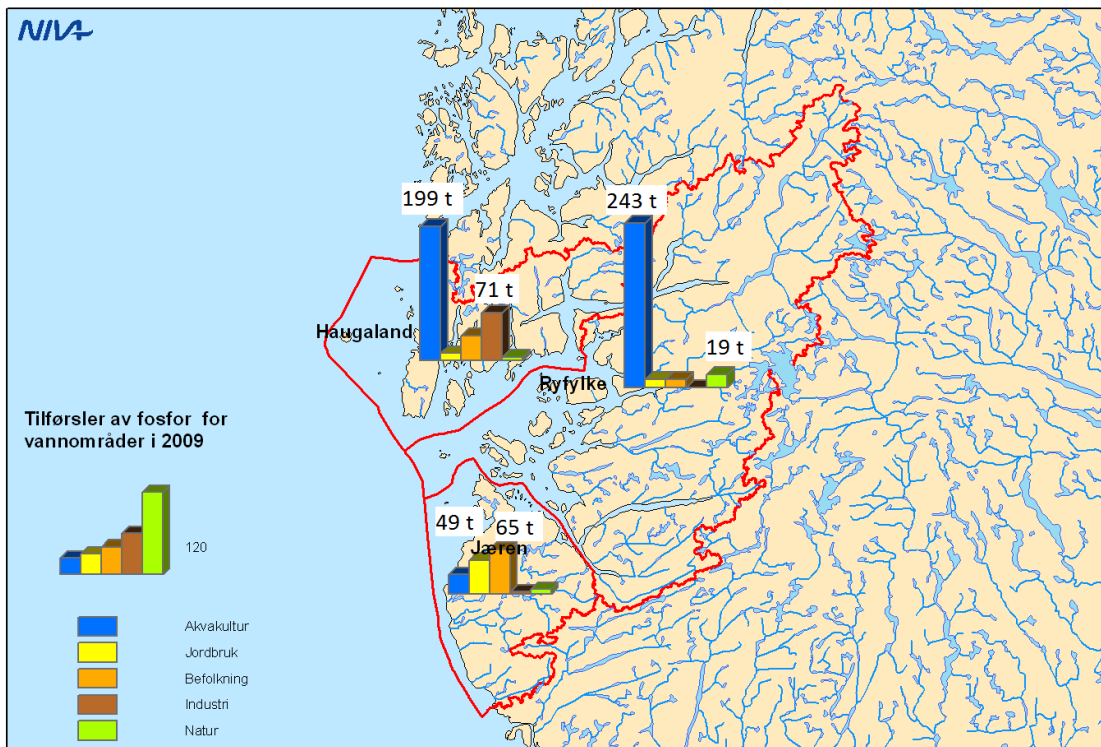 NIVA
199 t
243 t
71 t
Haugaland
19 t
Ryfylke
Tilførsler av fosfor for
vannområder i 2009
49 t
65 t
Jæren
120
Akvakultur
Jordbruk
Befolkning
Industri
Natur